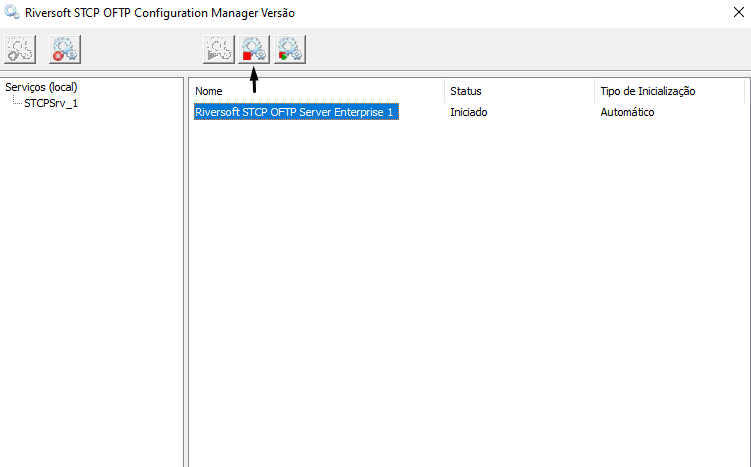 Riversoft STCP OFTP Configuration Manager Versão
Serviços (local)
STCPSrv_1
Nome Status Tipo de Inicialização
Riversoft STCP OFTP Server Enterprise 1 Iniciado Automático